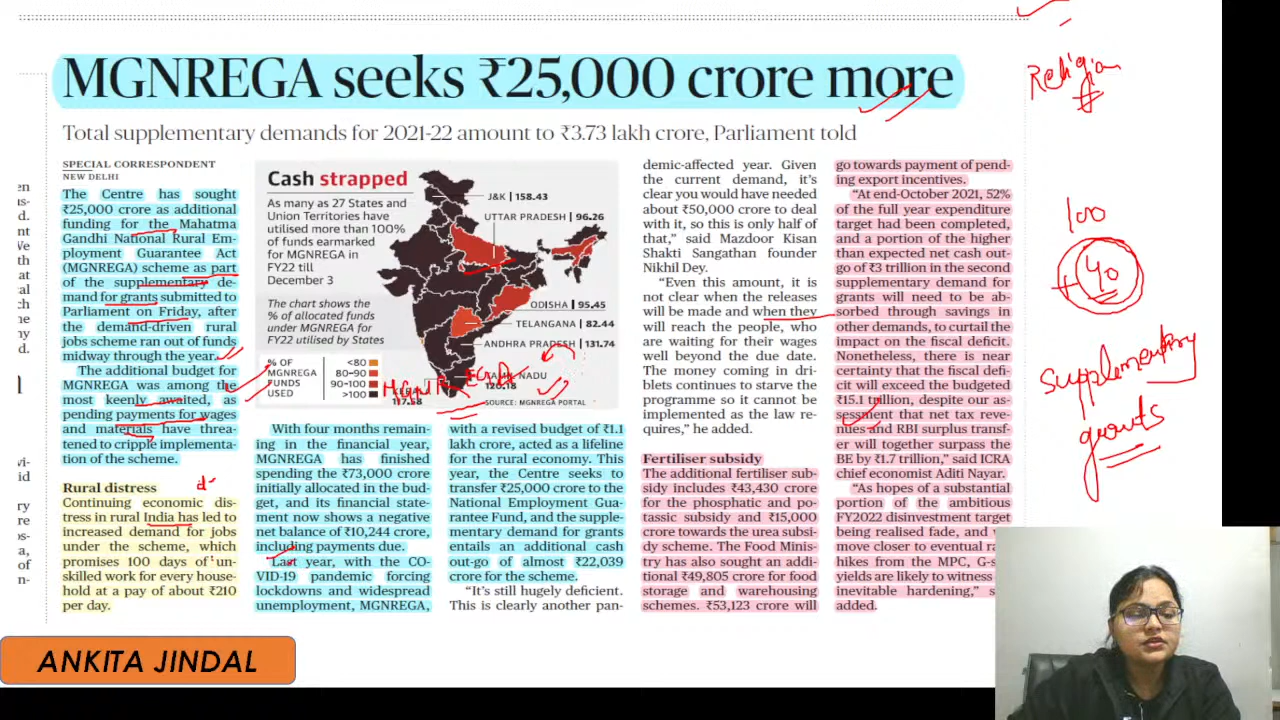 MGNREGA seeks ₹25,000 crore more
Total supplementary demands for 2021-22 amount to ₹3.73 lakh crore, Parliament told
SPECIAL CORRESPONDENT
NEW DELHI
The Centre has sought
₹25,000 crore as additional
funding for the Mahatma
Gandhi National Rural Em-
ployment Guarantee Act
(MGNREGA) scheme as part
of the supplementary de-
mand for grants submitted to
Parliament on Friday, after
the demand-driven rural
jobs scheme ran out of funds
midway through the year.
The additional budget for
MGNREGA was among the
most keenly awaited, as
pending payments for wages
and materials have threa-
tened to cripple implementa-
tion of the scheme.
Rural distress
Continuing economic dis-
tress in rural India has led to
increased demand for jobs
under the scheme, which
promises 100 days of un-
skilled work for every house-
hold at a pay of about ₹210
per day.
Cash strapped
As many as 27 States and
Union Territories have
utilised more than 100%
of funds earmarked
for MGNREGA in
FY22 till
December 3
The chart shows the
% of allocated funds
under MGNREGA for
FY22 utilised by States
% OF
MGNREGA
FUNDS
USED
<80
80–90
90–100
>100
J&K | 158.43
UTTAR PRADESH | 96.26
ODISHA | 95.45
TELANGANA | 82.44
ANDHRA PRADESH | 131.74
NADU
117.58
SOURCE: MGNREGA PORTAL
With four months remain-
ing in the financial year,
MGNREGA has finished
spending the ₹73,000 crore
initially allocated in the bud-
get, and its financial state-
ment now shows a negative
net balance of ₹10,244 crore,
including payments due.
Last year, with the CO-
VID-19 pandemic forcing
lockdowns and widespread
unemployment, MGNREGA,
with a revised budget of ₹1.1
lakh crore, acted as a lifeline
for the rural economy. This
year, the Centre seeks to
transfer ₹25,000 crore to the
National Employment Gua-
rantee Fund, and the supple-
mentary demand for grants
entails an additional cash
out-go of almost ₹22,039
crore for the scheme.
“It’s still hugely deficient.
This is clearly another pan-
demic-affected year. Given
the current demand, it’s
clear you would have needed
about ₹50,000 crore to deal
with it, so this is only half of
that,” said Mazdoor Kisan
Shakti Sangathan founder
Nikhil Dey.
“Even this amount, it is
not clear when the releases
will be made and when they
will reach the people, who
are waiting for their wages
well beyond the due date.
The money coming in dri-
blets continues to starve the
programme so it cannot be
implemented as the law re-
quires,” he added.
Fertiliser subsidy
The additional fertiliser sub-
sidy includes ₹43,430 crore
for the phosphatic and po-
tassic subsidy and ₹15,000
crore towards the urea subsi-
dy scheme. The Food Minis-
try has also sought an addi-
tional ₹49,805 crore for food
storage and warehousing
schemes. ₹53,123 crore will
go towards payment of pend-
ing export incentives.
“At end-October 2021, 52%
of the full year expenditure
target had been completed,
and a portion of the higher
than expected net cash out-
go of ₹3 trillion in the second
supplementary demand for
grants will need to be ab-
sorbed through savings in
other demands, to curtail the
impact on the fiscal deficit.
Nonetheless, there is near
certainty that the fiscal defi-
cit will exceed the budgeted
₹15.1 trillion, despite our as-
sessment that net tax reve-
nues and RBI surplus transf-
er will together surpass the
BE by ₹1.7 trillion,” said ICRA
chief economist Aditi Nayar.
“As hopes of a substantial
portion of the ambitious
FY2022 disinvestment target
being realised fade, and
move closer to eventual ra
hikes from the MPC, G-s
yields are likely to witness
inevitable hardening,”
added.
Religion
100
+ 40
supplementary
grants
ANKITA JINDAL